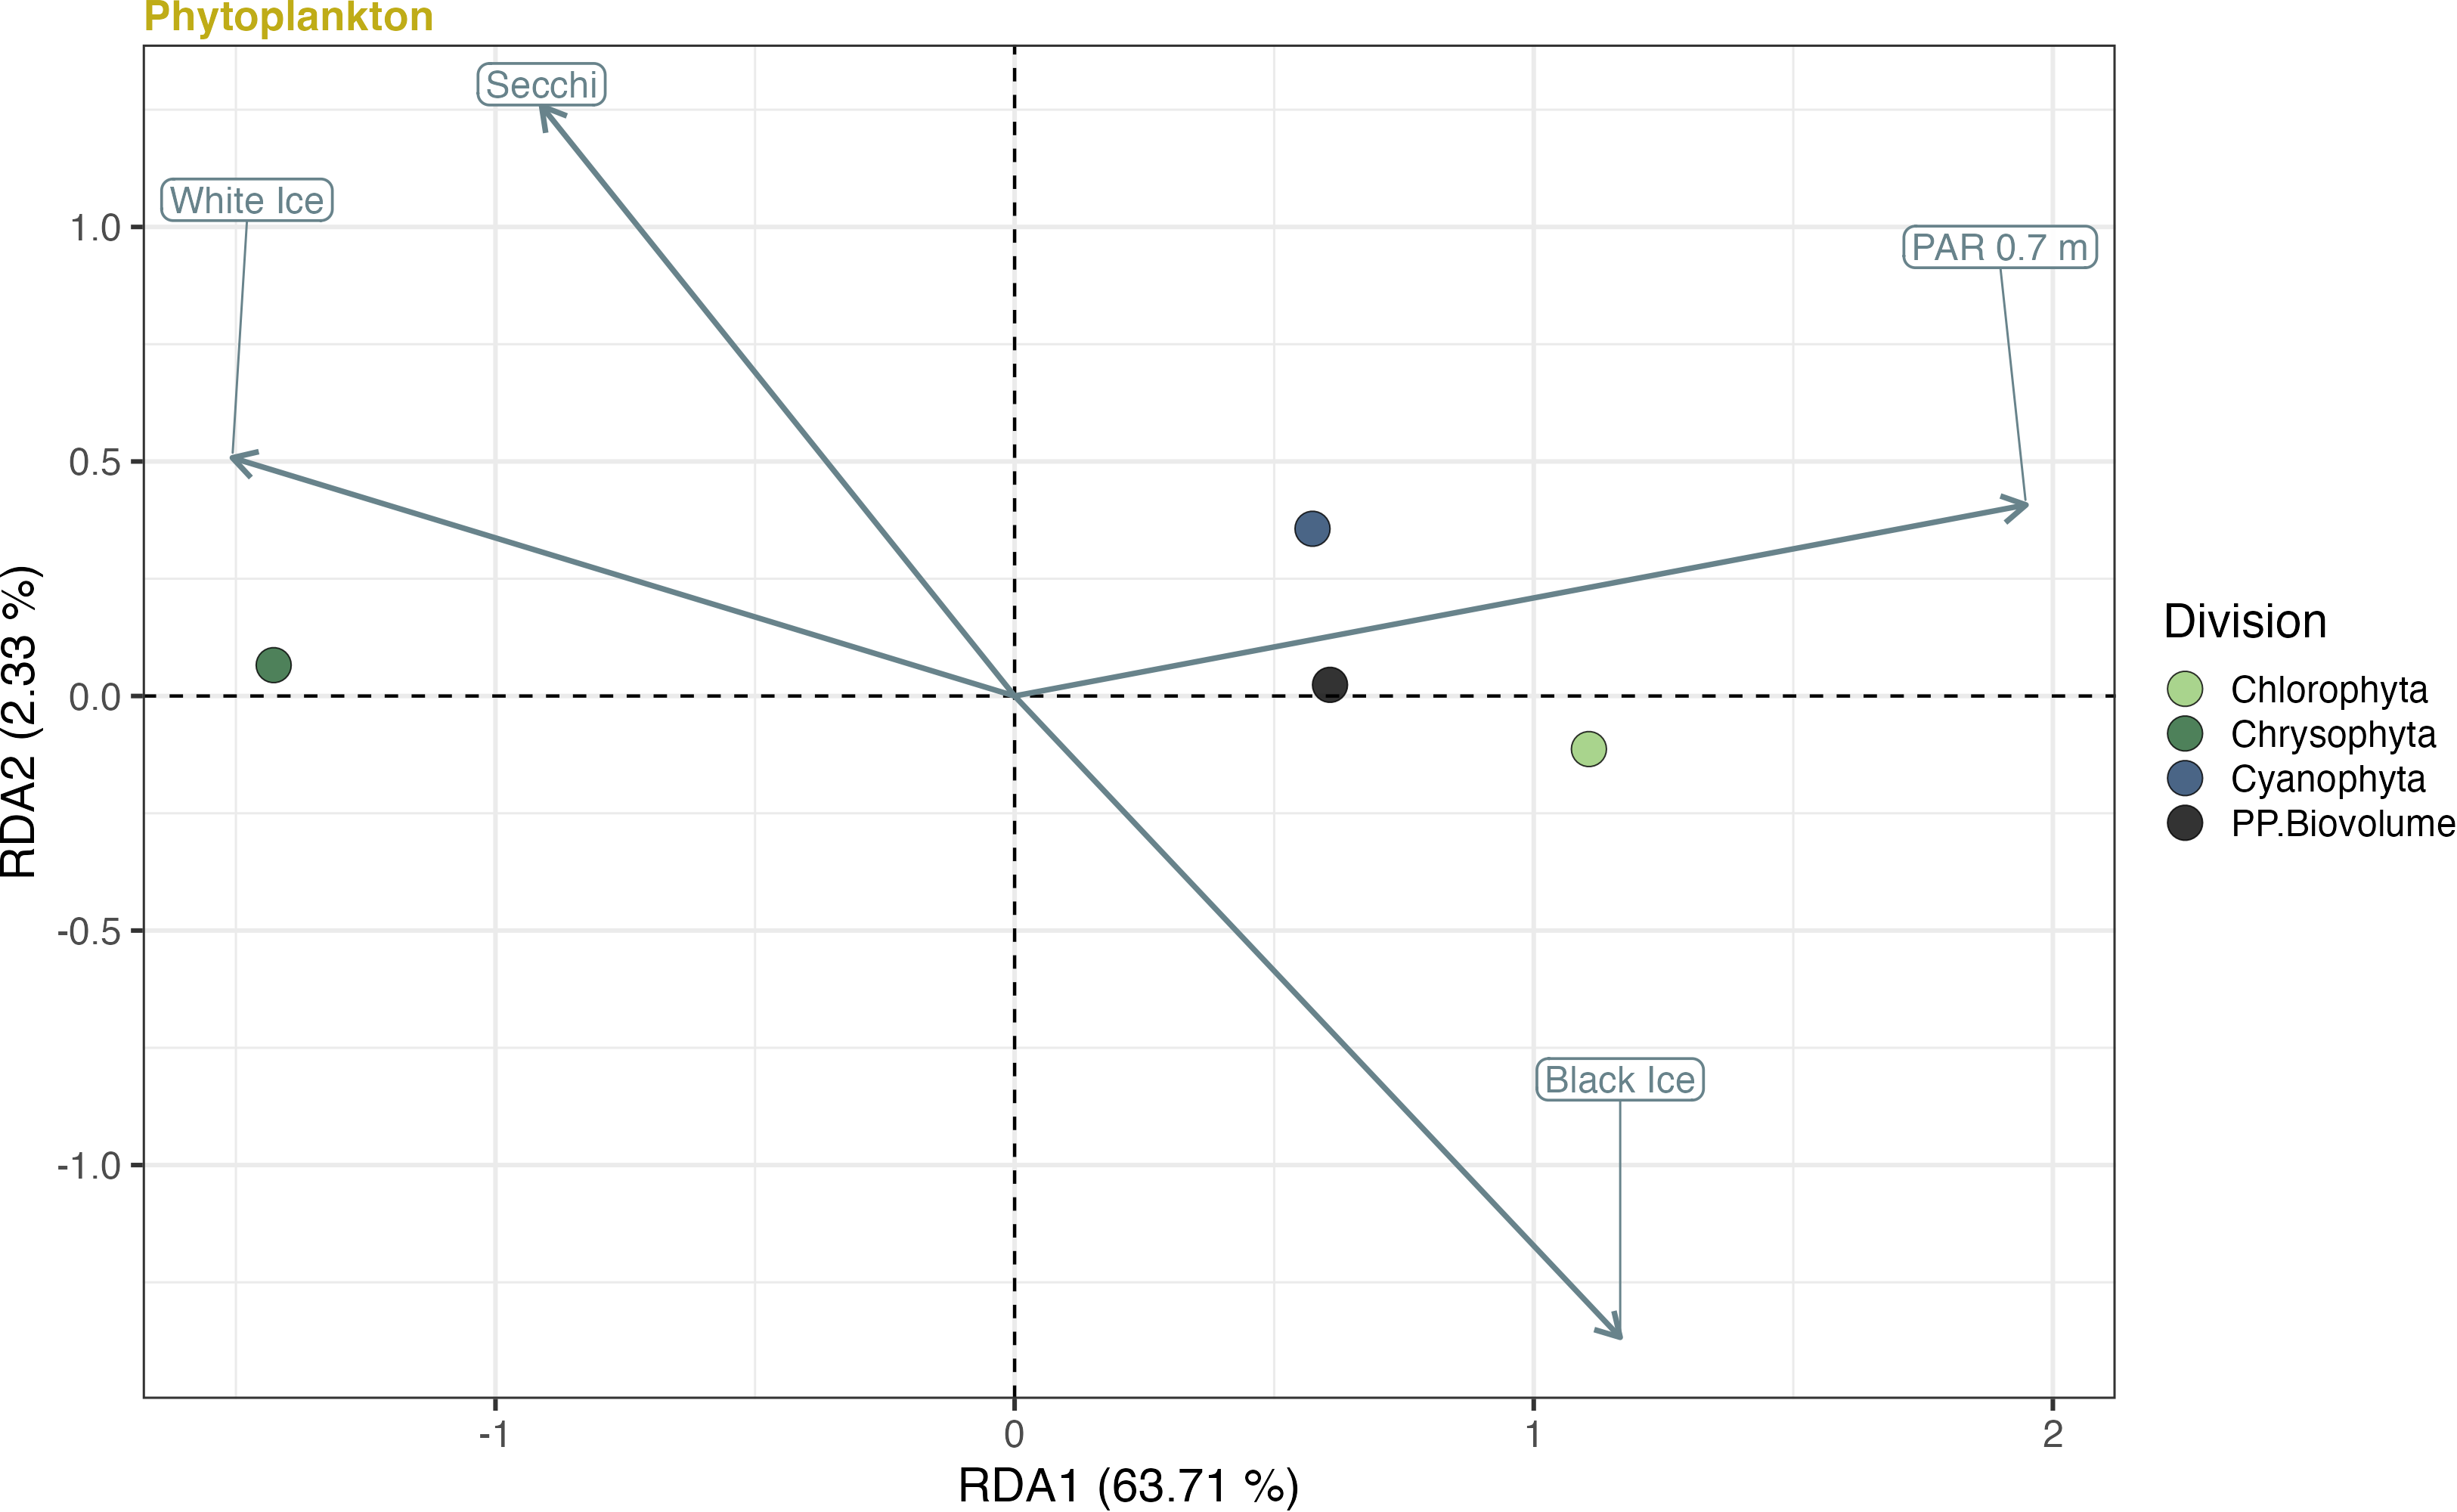 Phytoplankton
Secchi
White Ice
PAR 0.7 m
Black Ice
1.0
0.5
0.0
-0.5
-1.0
RDA2 (2.33 %)
-1
0
1
2
RDA1 (63.71 %)
Division
Chlorophyta
Chrysophyta
Cyanophyta
PP.Biovolume